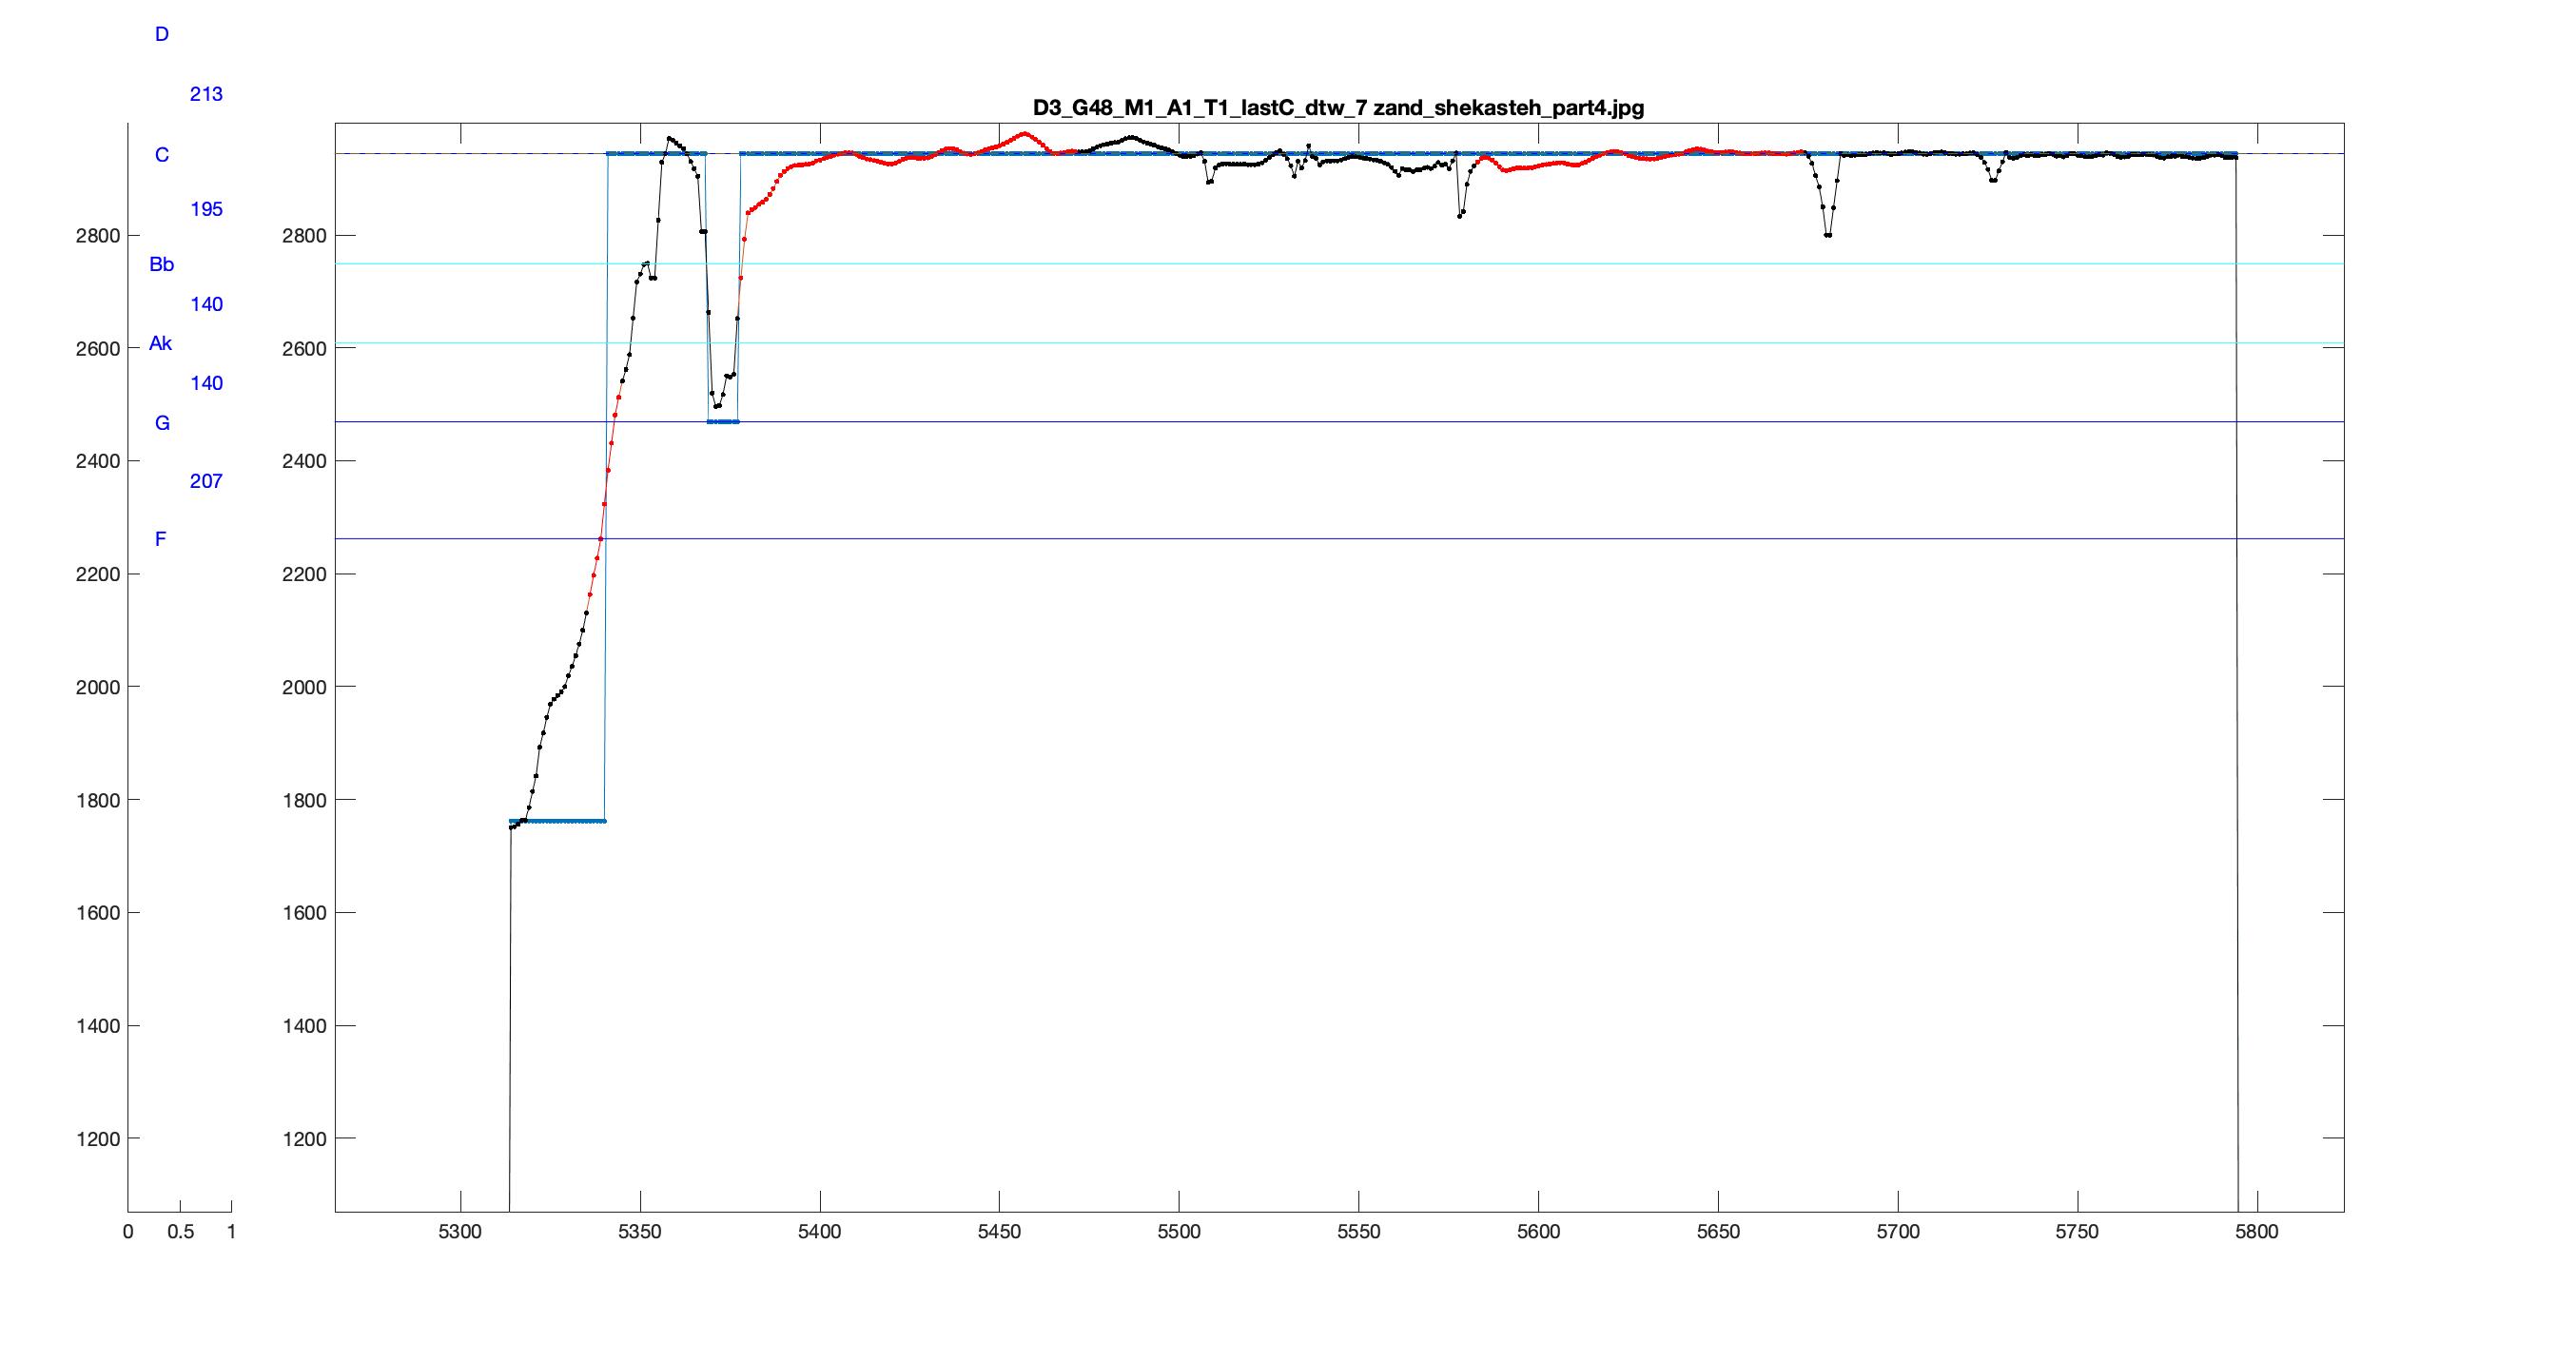 D
213
D3_G48_M1_A1_T1_lastC_dtw_7 zand_shekasteh_part4.jpg
C
195
2800 2800
Bb
140
Ak
2600 2600
140
G
2400 2400
207
F
2200 2200
2000 2000
1800 1800
1600 1600
1400 1400
1200 1200
0 0.5 1 5300 5350 5400 5450 5500 5550 5600 5650 5700 5750 5800